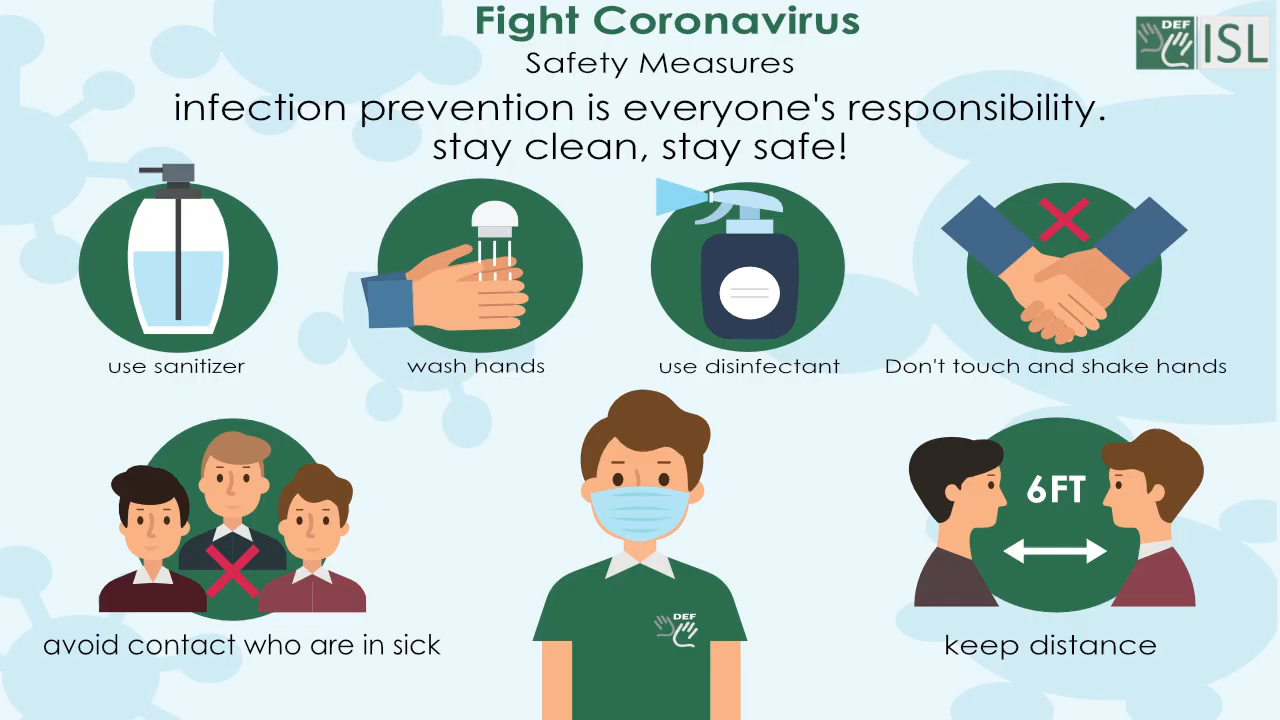 Fight Coronavirus
Safety Measures
infection prevention is everyone's responsibility.
stay clean, stay safe!
DEF
ISL
use sanitizer
wash hands
use disinfectant
Don't touch and shake hands
6FT
DEF
avoid contact who are in sick
keep distance